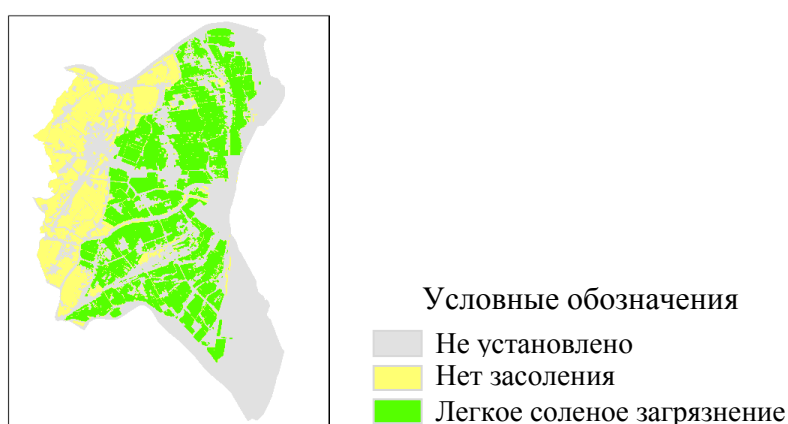 Условные обозначения
Не установлено
Нет засоления
Легкое соленое загрязнение